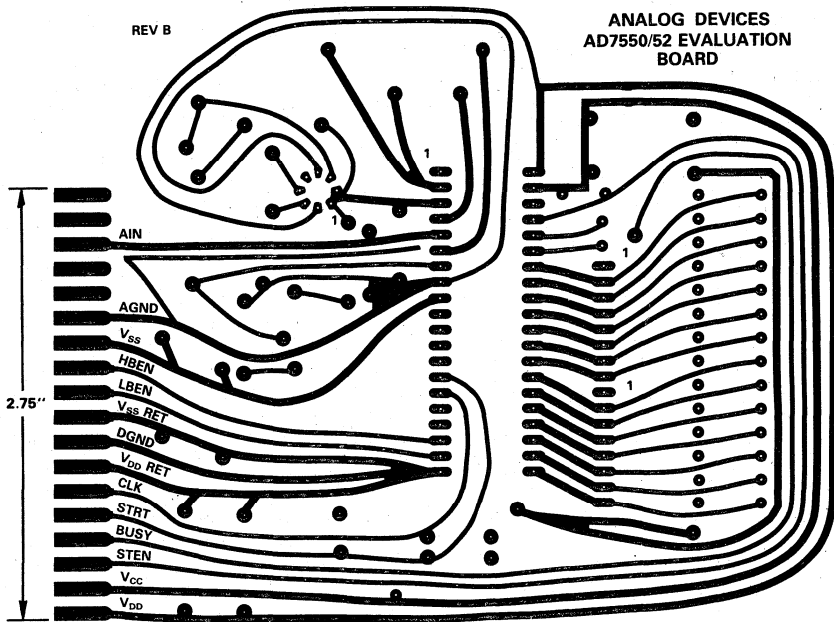 REV B
ANALOG DEVICES
AD7550/52 EVALUATION
BOARD
1
1
1
1
AIN
AGND
VSS
HBEN
LBEN
VSS RET
DGND
VDD RET
CLK
STRT
BUSY
STEN
VCC
VDD
2.75"